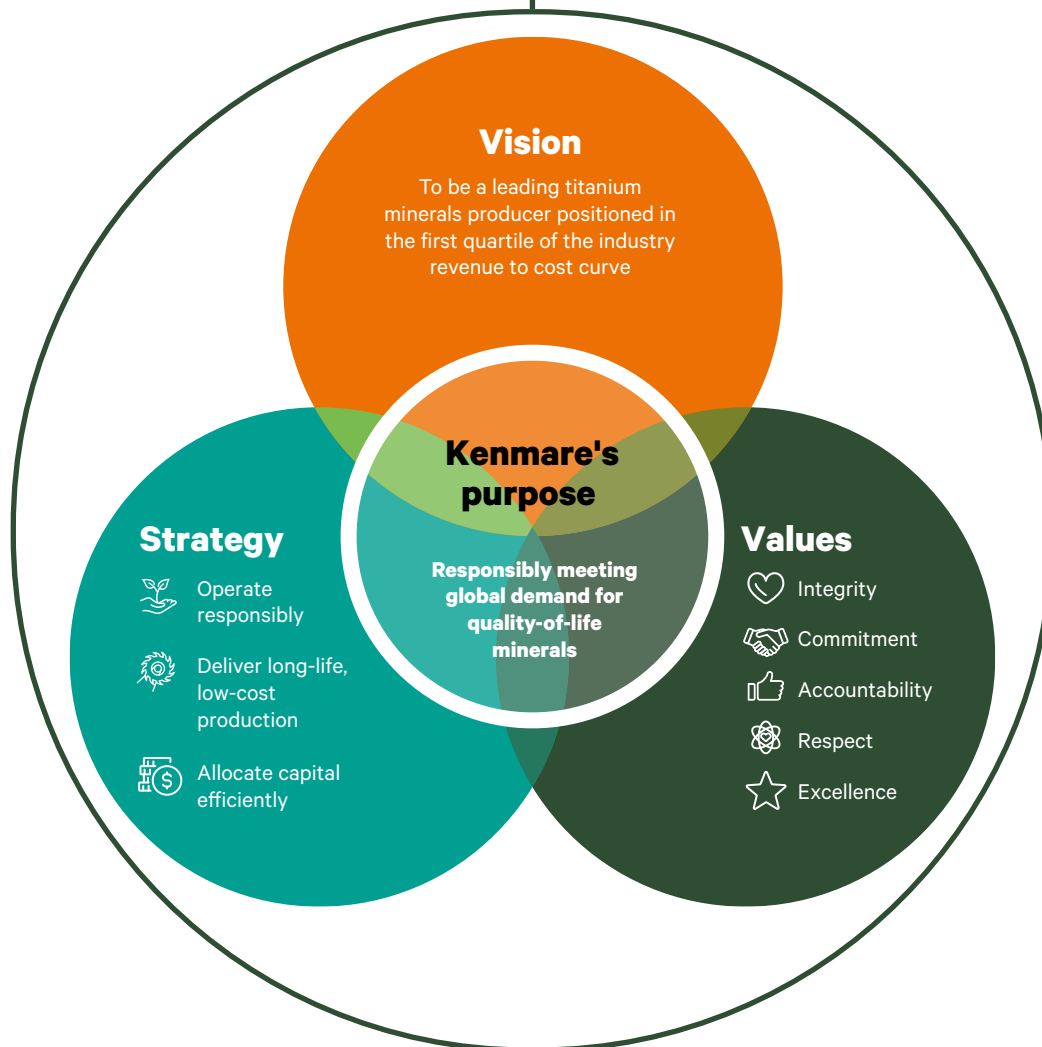 Vision
To be a leading titanium
minerals producer positioned in
the first quartile of the industry
revenue to cost curve
Kenmare's
purpose
Responsibly meeting
global demand for
quality-of-life
minerals
Strategy
Operate
responsibly
Deliver long-life,
low-cost
production
$
Allocate capital
efficiently
Values
Integrity
Commitment
Accountability
Respect
Excellence